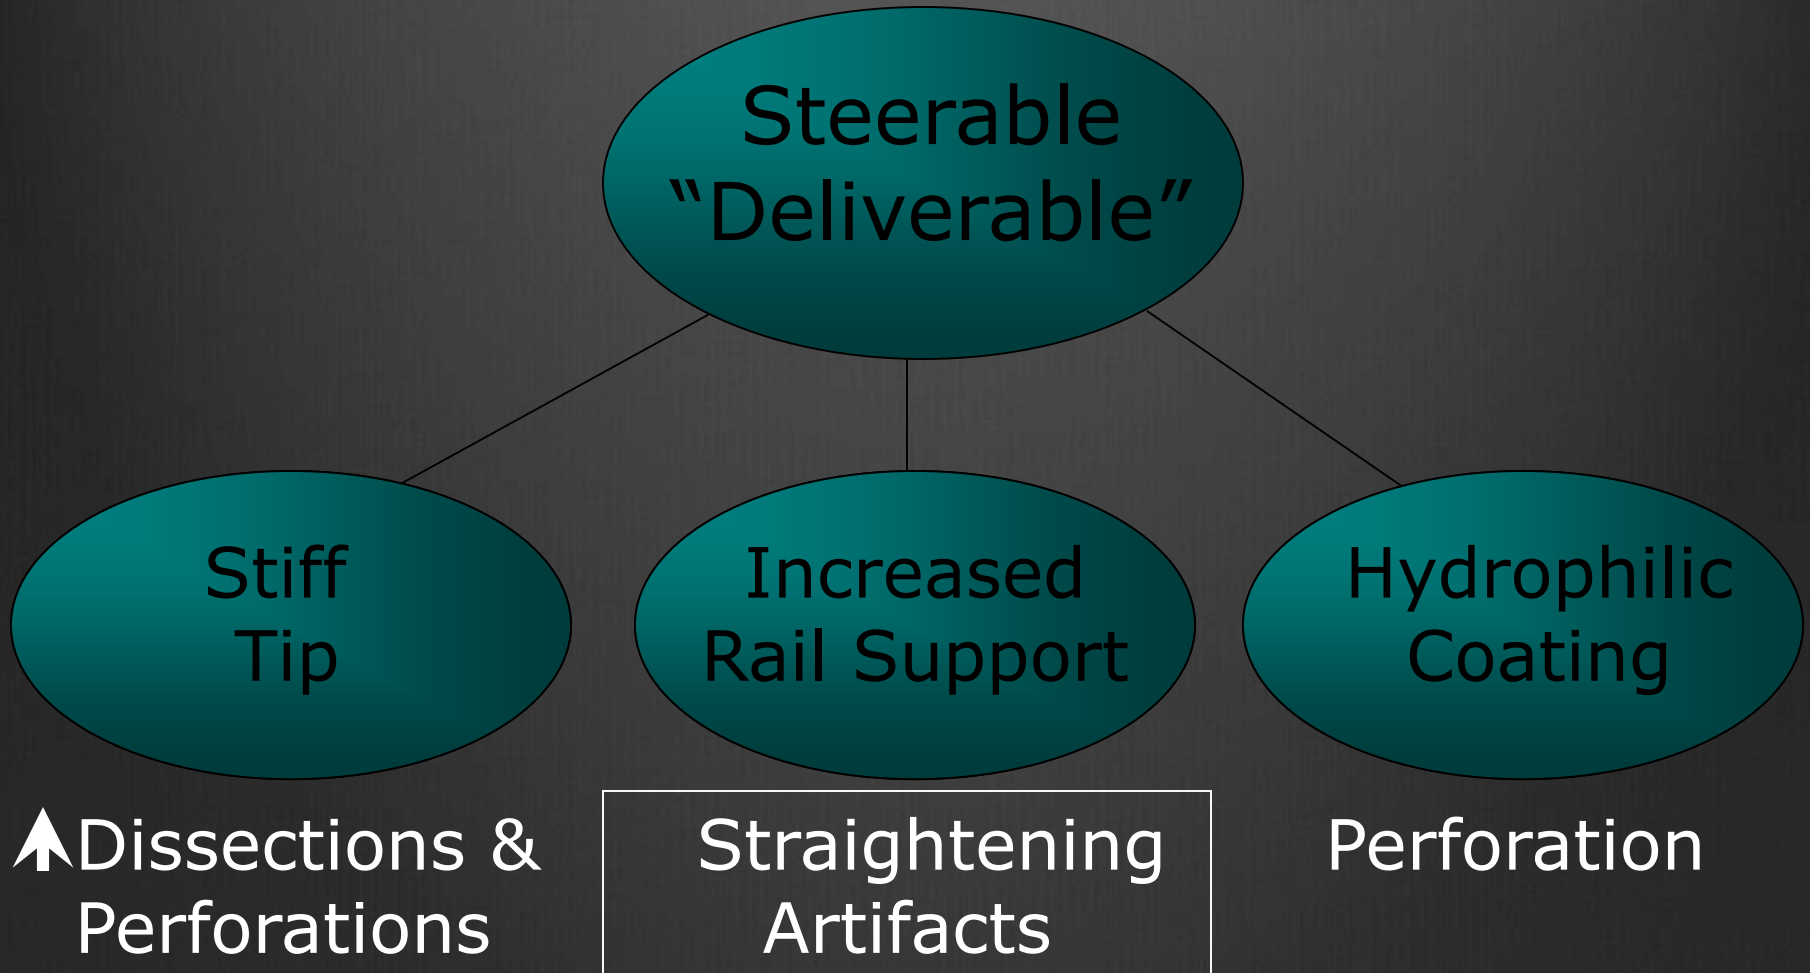 Steerable
“Deliverable”
Stiff
Tip
Increased
Rail Support
Hydrophilic
Coating
Dissections &
Perforations
Straightening
Artifacts
Perforation